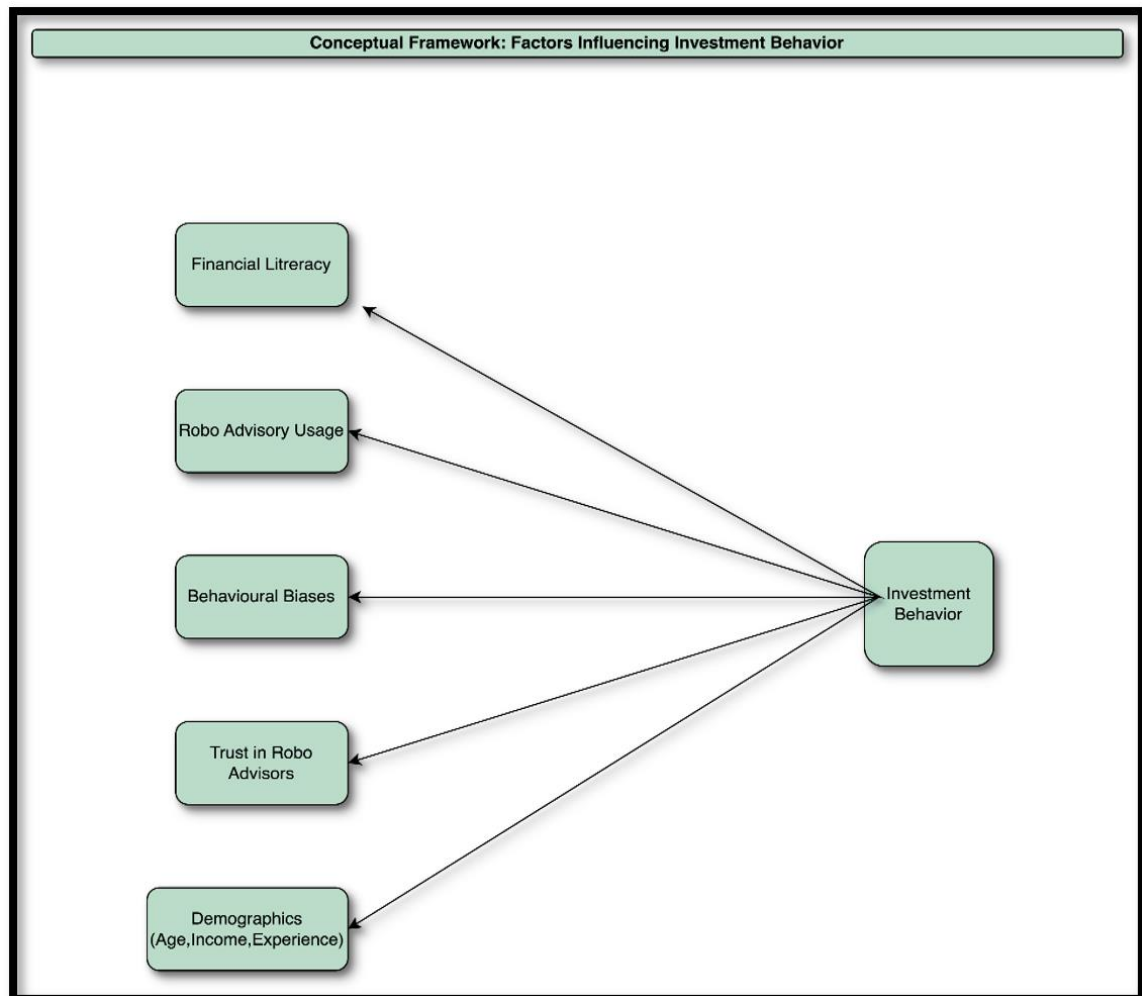 Conceptual Framework: Factors Influencing Investment Behavior
Financial Litreracy
Robo Advisory Usage
Behavioural Biases
Investment
Behavior
Trust in Robo
Advisors
Demographics
(Age,Income,Experience)